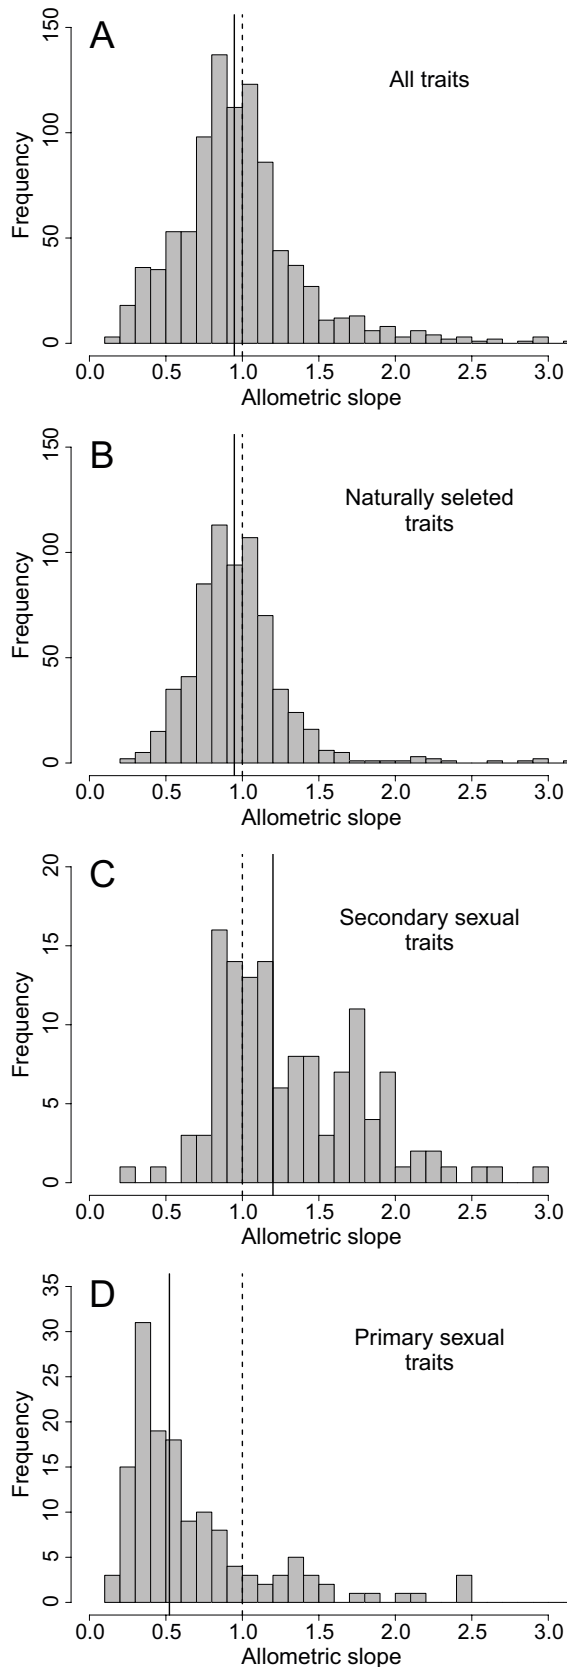 A
All traits
Frequency
0
50
100
150
0.0 0.5 1.0 1.5 2.0 2.5 3.0
Allometric slope
B
Naturally seleted
traits
Frequency
0
50
100
150
0.0 0.5 1.0 1.5 2.0 2.5 3.0
Allometric slope
C
Secondary sexual
traits
Frequency
0
5
10
15
20
0.0 0.5 1.0 1.5 2.0 2.5 3.0
Allometric slope
D
Primary sexual
traits
Frequency
0
5
10
15
20
25
30
35
0.0 0.5 1.0 1.5 2.0 2.5 3.0
Allometric slope